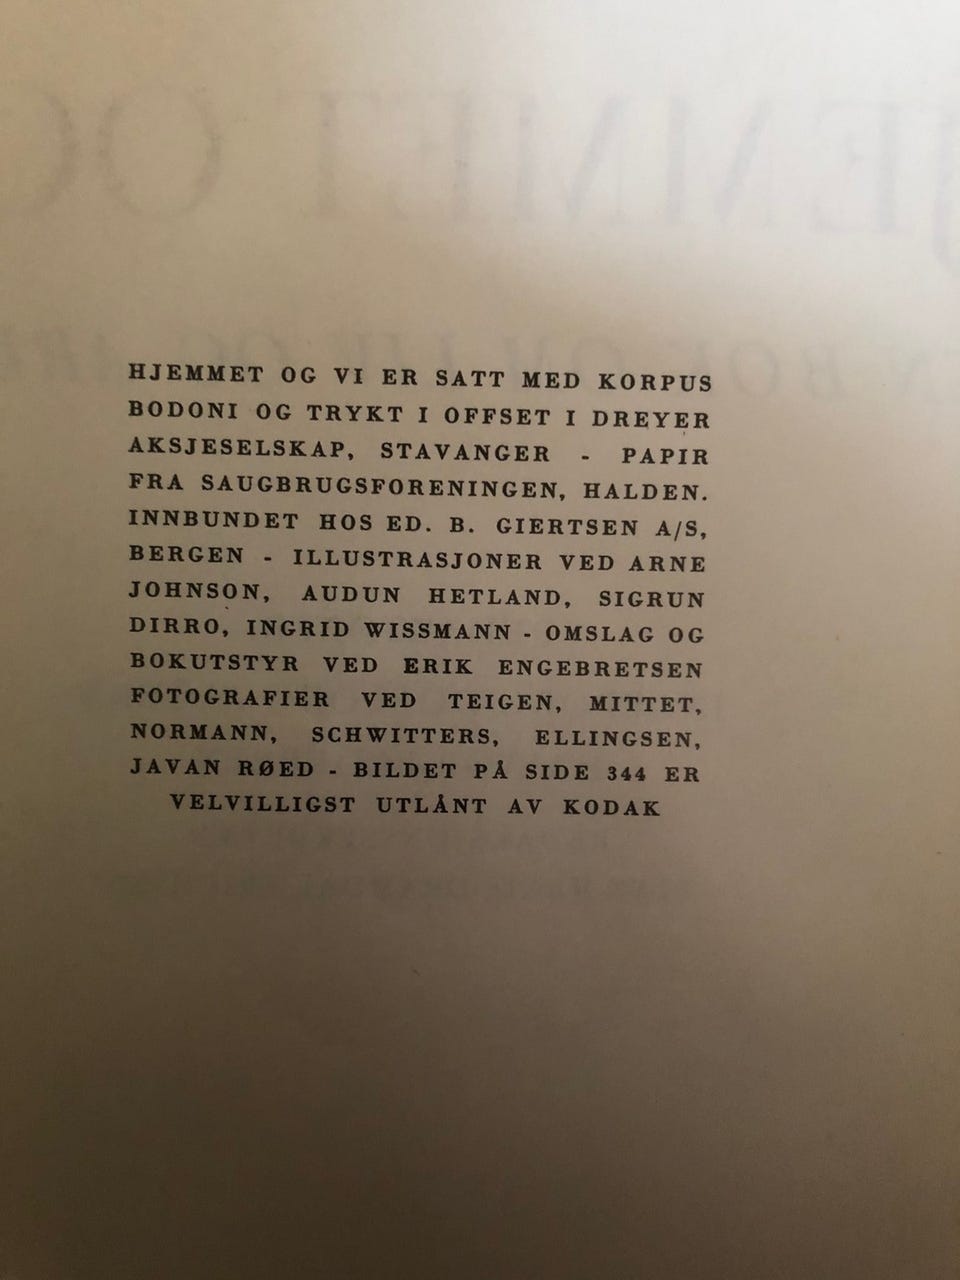 HJEMMET OG VI ER SATT MED KORPUS
BODONI OG TRYKT I OFFSET I DREYER
AKSJESELSKAP, STAVANGER - PAPIR
FRA SAUGBRUGSFORENINGEN, HALDEN.
INNBUNDET HOS ED. B. GIERTSEN A/S,
BERGEN - ILLUSTRASJONER VED ARNE
JOHNSON, AUDUN HETLAND, SIGRUN
DIRRO, INGRID WISSMANN - OMSLAG OG
BOKUTSTYR VED ERIK ENGEBRETSEN
FOTOGRAFIER VED TEIGEN, MITTET,
NORMANN, SCHWITTERS, ELLINGSEN,
JAVAN RØED - BILDET PÅ SIDE 344 ER
VELVILLIGST UTLÅNT AV KODAK